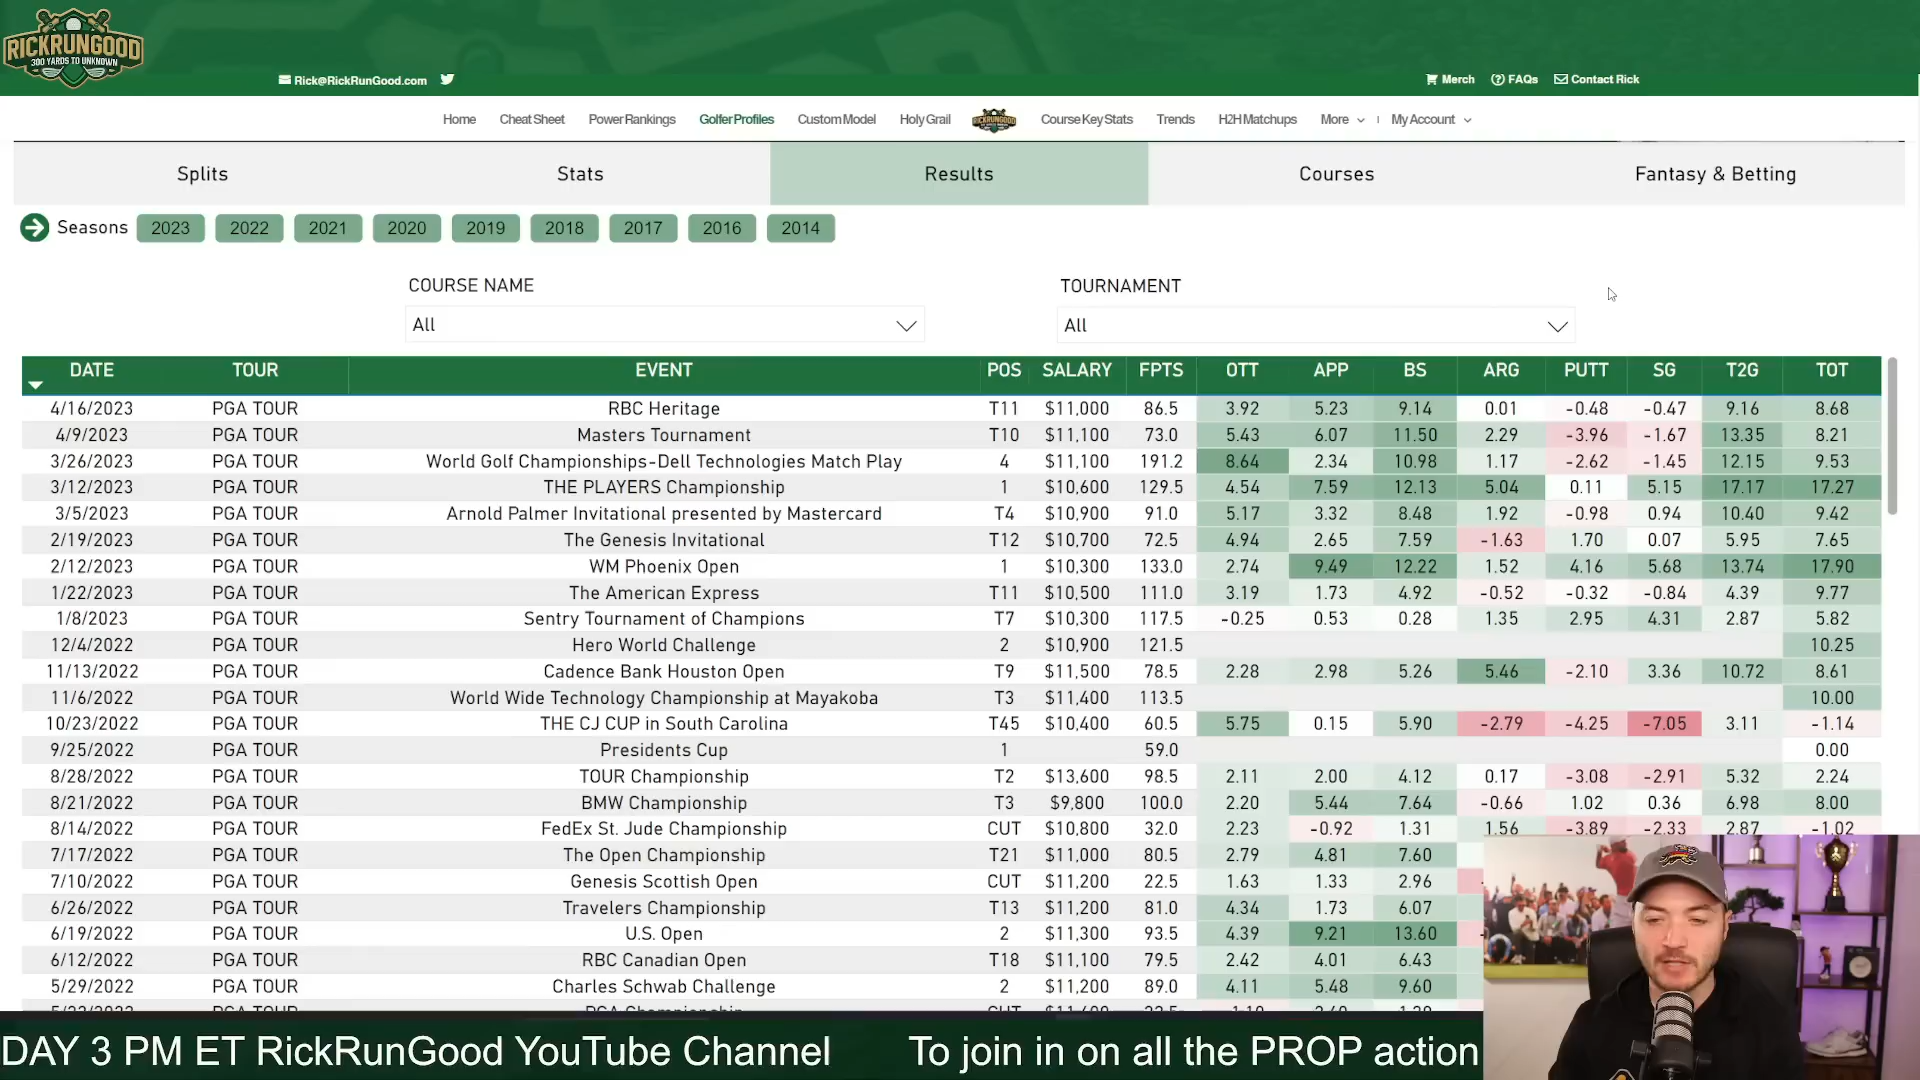 RICKRUNGOOD
300 YARDS TO UNKNOWN
Rick@RickRunGood.com
Merch FAQs Contact Rick
Home Cheat Sheet Power Rankings Golfer Profiles Custom Model Holy Grail RICKRUNGOOD Course Key Stats Trends H2H Matchups More My Account
Splits Stats Results Courses Fantasy & Betting
Seasons 2023 2022 2021 2020 2019 2018 2017 2016 2014
COURSE NAME TOURNAMENT
All All
DATE TOUR EVENT POS SALARY FPTS OTT APP BS ARG PUTT SG T2G TOT
4/16/2023 PGA TOUR RBC Heritage T11 $11,000 86.5 3.92 5.23 9.14 0.01 -0.48 -0.47 9.16 8.68
4/9/2023 PGA TOUR Masters Tournament T10 $11,100 73.0 5.43 6.07 11.50 2.29 -3.96 -1.67 13.35 8.21
3/26/2023 PGA TOUR World Golf Championships-Dell Technologies Match Play 4 $11,100 191.2 8.64 2.34 10.98 1.17 -2.62 -1.45 12.15 9.53
3/12/2023 PGA TOUR THE PLAYERS Championship 1 $10,600 129.5 4.54 7.59 12.13 5.04 0.11 5.15 17.17 17.27
3/5/2023 PGA TOUR Arnold Palmer Invitational presented by Mastercard T4 $10,900 91.0 5.17 3.32 8.48 1.92 -0.98 0.94 10.40 9.42
2/19/2023 PGA TOUR The Genesis Invitational T12 $10,700 72.5 4.94 2.65 7.59 -1.63 1.70 0.07 5.95 7.65
2/12/2023 PGA TOUR WM Phoenix Open 1 $10,300 133.0 2.74 9.49 12.22 1.52 4.16 5.68 13.74 17.90
1/22/2023 PGA TOUR The American Express T11 $10,500 111.0 3.19 1.73 4.92 -0.52 -0.32 -0.84 4.39 9.77
1/8/2023 PGA TOUR Sentry Tournament of Champions T7 $10,300 117.5 -0.25 0.53 0.28 1.35 2.95 4.31 2.87 5.82
12/4/2022 PGA TOUR Hero World Challenge 2 $10,900 121.5 10.25
11/13/2022 PGA TOUR Cadence Bank Houston Open T9 $11,500 78.5 2.28 2.98 5.26 5.46 -2.10 3.36 10.72 8.61
11/6/2022 PGA TOUR World Wide Technology Championship at Mayakoba T3 $11,400 113.5 10.00
10/23/2022 PGA TOUR THE CJ CUP in South Carolina T45 $10,400 60.5 5.75 0.15 5.90 -2.79 -4.25 -7.05 3.11 -1.14
9/25/2022 PGA TOUR Presidents Cup 1 59.0 0.00
8/28/2022 PGA TOUR TOUR Championship T2 $13,600 98.5 2.11 2.00 4.12 0.17 -3.08 -2.91 5.32 2.24
8/21/2022 PGA TOUR BMW Championship T3 $9,800 100.0 2.20 5.44 7.64 -0.66 1.02 0.36 6.98 8.00
8/14/2022 PGA TOUR FedEx St. Jude Championship CUT $10,800 32.0 2.23 -0.92 1.31 1.56 -3.89 -2.33 2.87 -1.02
7/17/2022 PGA TOUR The Open Championship T21 $11,000 80.5 2.79 4.81 7.60
7/10/2022 PGA TOUR Genesis Scottish Open CUT $11,200 22.5 1.63 1.33 2.96
6/26/2022 PGA TOUR Travelers Championship T13 $11,200 81.0 4.34 1.73 6.07
6/19/2022 PGA TOUR U.S. Open 2 $11,300 93.5 4.39 9.21 13.60
6/12/2022 PGA TOUR RBC Canadian Open T18 $11,100 79.5 2.42 4.01 6.43
5/29/2022 PGA TOUR Charles Schwab Challenge 2 $11,200 89.0 4.11 5.48 9.60
DAY 3 PM ET RickRunGood YouTube Channel To join in on all the PROP action